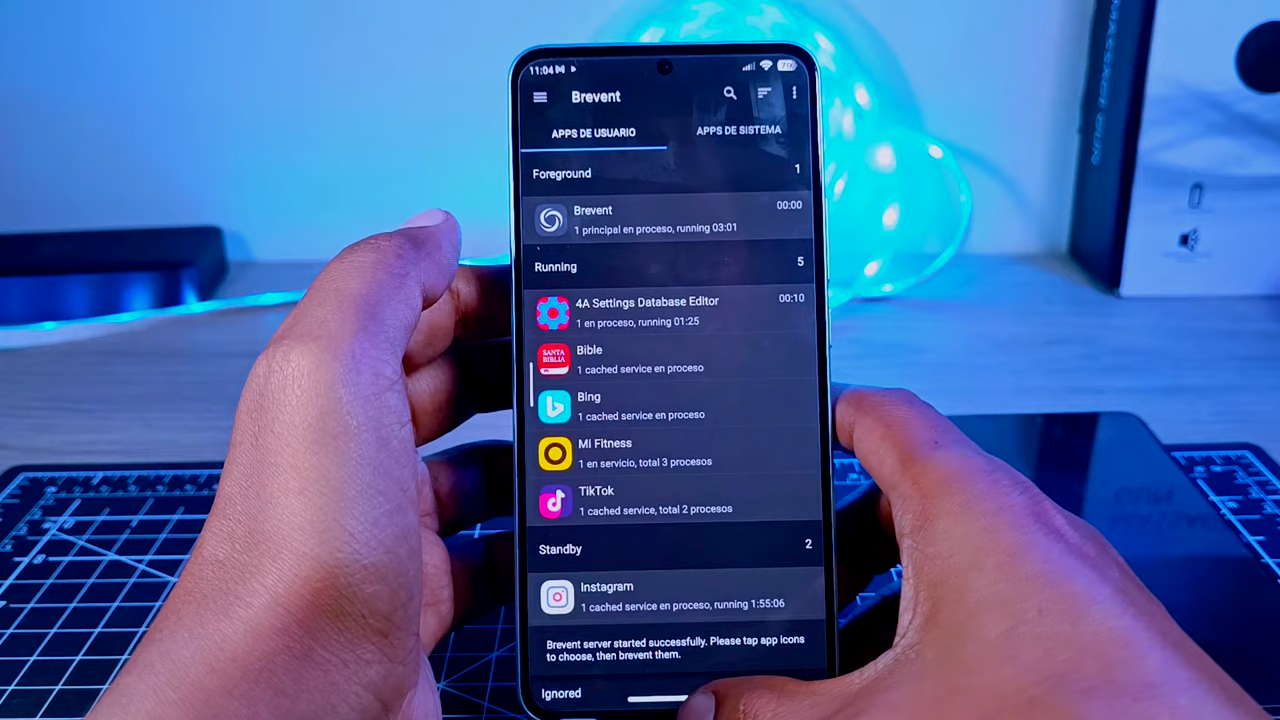 11:04
Brevent
APPS DE USUARIO
APPS DE SISTEMA
Foreground
1
Brevent
00:00
1 principal en proceso, running 03:01
Running
5
4A Settings Database Editor
00:10
1 en proceso, running 01:25
SANTA
BIBLIA
Bible
1 cached service en proceso
Bing
1 cached service en proceso
Mi Fitness
1 en servicio, total 3 procesos
TikTok
1 cached service, total 2 procesos
Standby
2
Instagram
1 cached service en proceso, running 1:55:06
Brevent server started successfully. Please tap app icons
to choose, then brevent them.
Ignored